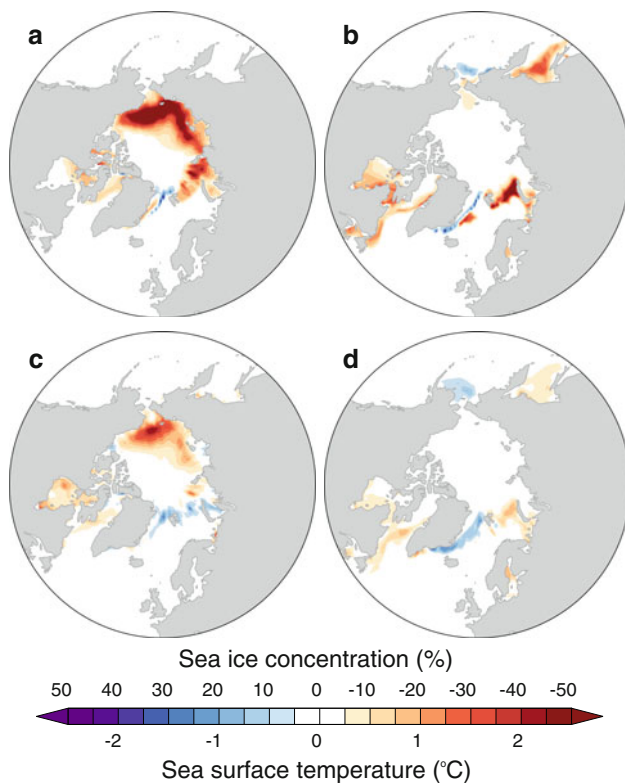 a
b
c
d
Sea ice concentration (%)
50 40 30 20 10 0 -10 -20 -30 -40 -50
-2 -1 0 1 2
Sea surface temperature (°C)